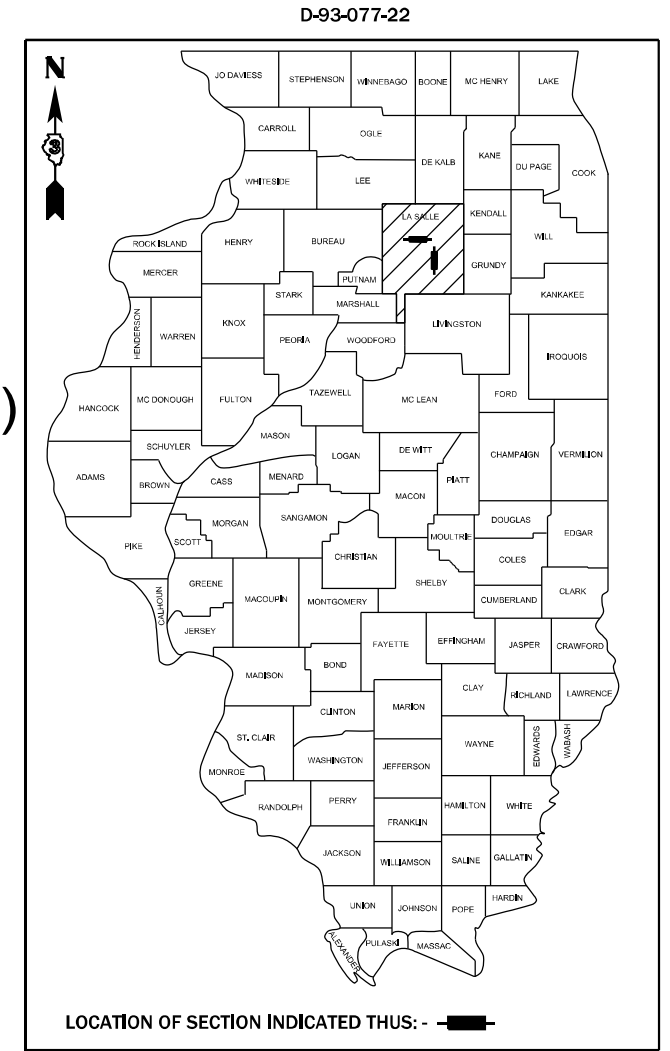 D-93-077-22
N
3
JO DAVIESS
STEPHENSON
WINNEBAGO
BOONE
MC HENRY
LAKE
CARROLL
OGLE
DE KALB
KANE
DU PAGE
COOK
WHITESIDE
LEE
LA SALLE
KENDALL
WILL
ROCK ISLAND
HENRY
BUREAU
PUTNAM
GRUNDY
MERCER
STARK
MARSHALL
KANKAKEE
HENDERSON
WARREN
KNOX
PEORIA
WOODFORD
LIVINGSTON
IROQUOIS
)
HANCOCK
MC DONOUGH
FULTON
TAZEWELL
MC LEAN
FORD
MASON
SCHUYLER
LOGAN
DE WITT
CHAMPAIGN
VERMILION
ADAMS
BROWN
CASS
MENARD
MACON
PIATT
MORGAN
SANGAMON
DOUGLAS
EDGAR
PIKE
SCOTT
CHRISTIAN
MOULTRIE
COLES
GREENE
MACOUPIN
MONTGOMERY
SHELBY
CUMBERLAND
CLARK
CALHOUN
JERSEY
FAYETTE
EFFINGHAM
JASPER
CRAWFORD
MADISON
BOND
CLAY
RICHLAND
LAWRENCE
CLINTON
MARION
ST. CLAIR
WAYNE
EDWARDS
WABASH
WASHINGTON
JEFFERSON
MONROE
RANDOLPH
PERRY
HAMILTON
WHITE
FRANKLIN
JACKSON
WILLIAMSON
SALINE
GALLATIN
UNION
JOHNSON
POPE
HARDIN
ALEXANDER
PULASKI
MASSAC
LOCATION OF SECTION INDICATED THUS: -